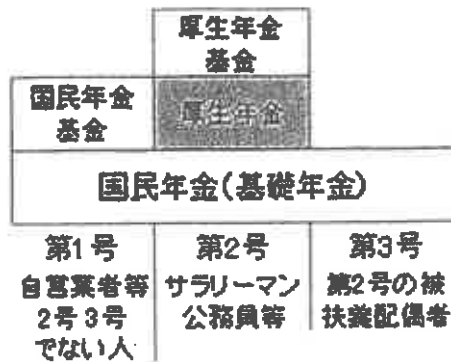 厚生年金
基金
国民年金
基金
厚生年金
国民年金(基礎年金)
第1号
自営業者等
2号3号
でない人
第2号
サラリーマン
公務員等
第3号
第2号の被
扶養配偶者